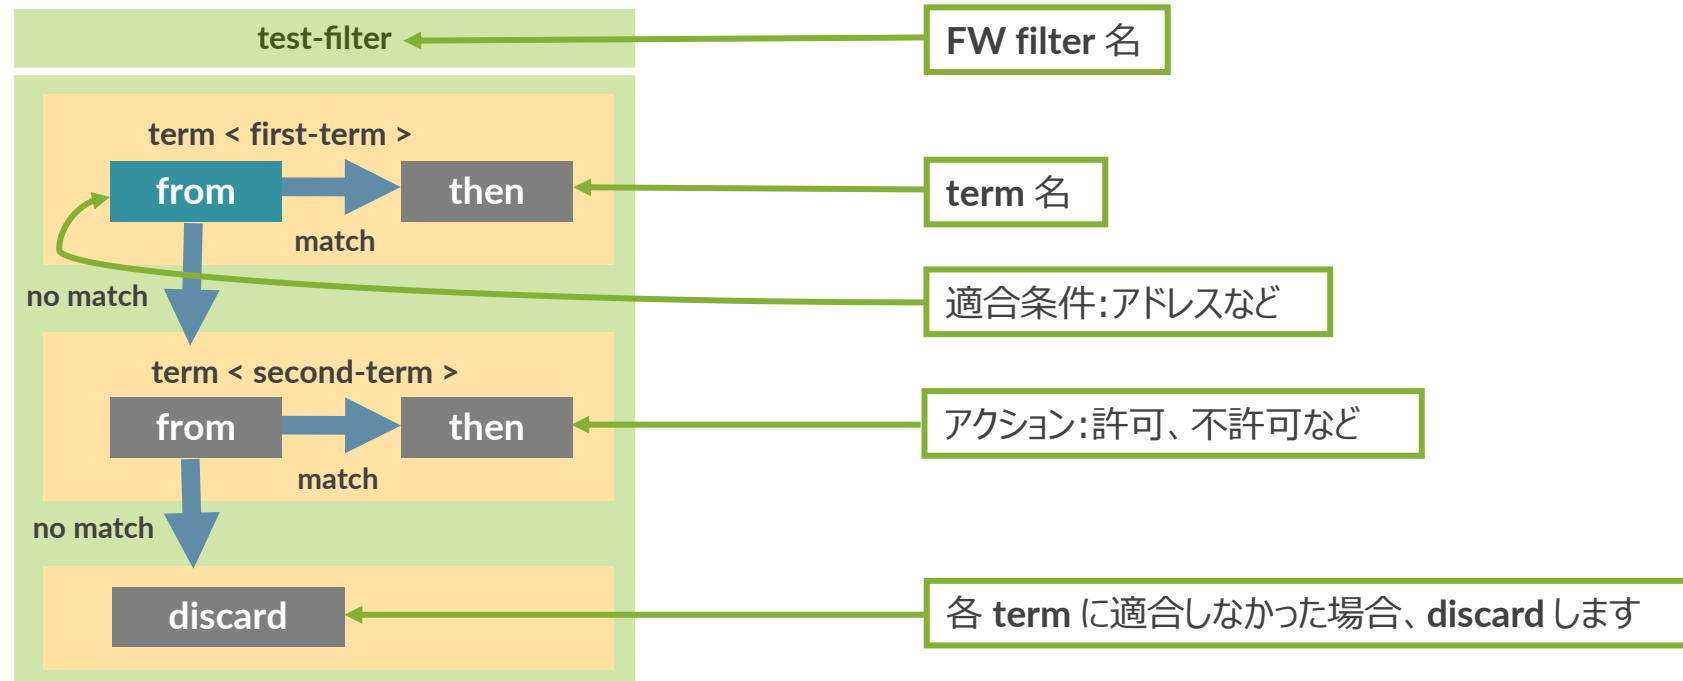 test-filter
FW filter 名
term < first-term >
from
then
term 名
match
no match
適合条件：アドレスなど
term < second-term >
from
then
アクション：許可、不許可など
match
no match
discard
各 term に適合しなかった場合、discard します